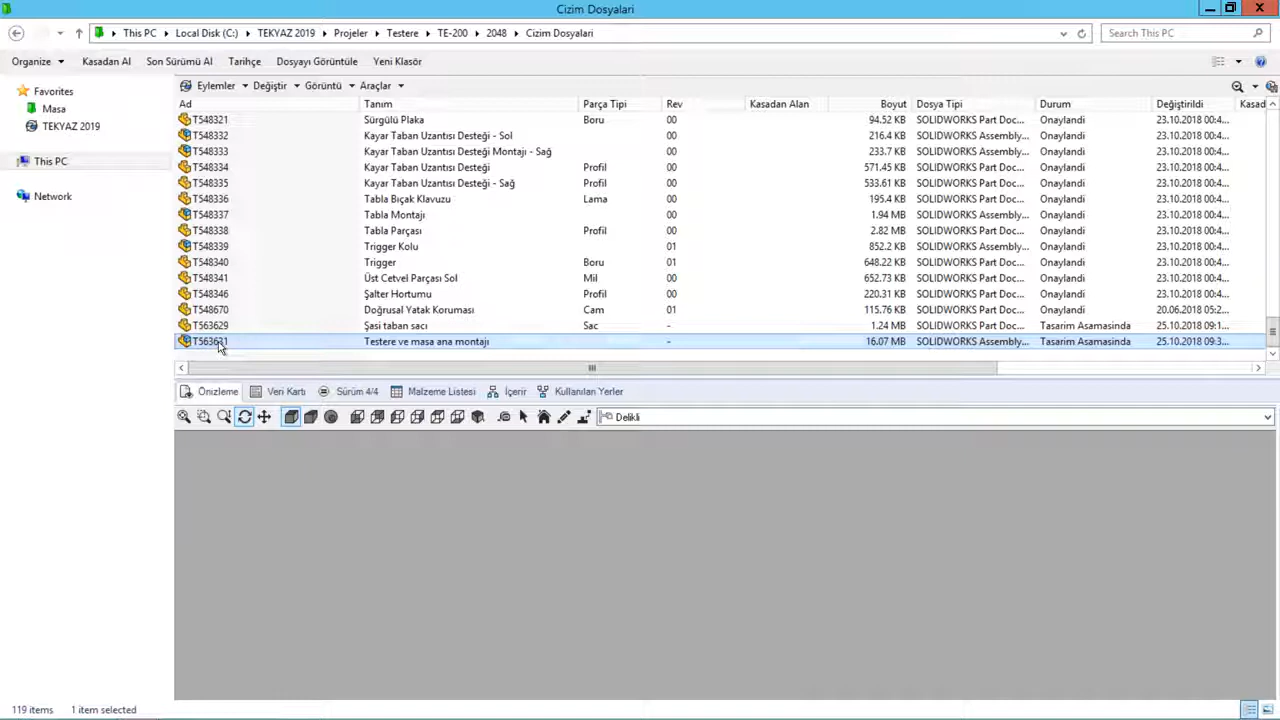 Cizim Dosyalari
This PC Local Disk (C:) TEKYAZ 2019 Projeler Testere TE-200 2048 Cizim Dosyalari Search This PC
Organize Kasadan Al Son Sürümü Al Tarihçe Dosyayı Görüntüle Yeni Klasör
Favorites
Masa
TEKYAZ 2019
This PC
Network
Eylemler Değiştir Görüntü Araçlar
Ad Tanım Parça Tipi Rev Kasadan Alan Boyut Dosya Tipi Durum Değiştirildi Kasad
T548321 Sürgülü Plaka Boru 00 94.52 KB SOLIDWORKS Part Doc... Onaylandi 23.10.2018 00:4...
T548332 Kayar Taban Uzantısı Desteği - Sol 00 216.4 KB SOLIDWORKS Assembly... Onaylandi 23.10.2018 00:4...
T548333 Kayar Taban Uzantısı Desteği Montajı - Sağ 00 233.7 KB SOLIDWORKS Assembly... Onaylandi 23.10.2018 00:4...
T548334 Kayar Taban Uzantısı Desteği Profil 00 571.45 KB SOLIDWORKS Part Doc... Onaylandi 23.10.2018 00:4...
T548335 Kayar Taban Uzantısı Desteği - Sağ Profil 00 533.61 KB SOLIDWORKS Part Doc... Onaylandi 23.10.2018 00:4...
T548336 Tabla Bıçak Klavuzu Lama 00 195.4 KB SOLIDWORKS Part Doc... Onaylandi 23.10.2018 00:4...
T548337 Tabla Montajı 00 1.94 MB SOLIDWORKS Assembly... Onaylandi 23.10.2018 00:4...
T548338 Tabla Parçası Profil 00 2.82 MB SOLIDWORKS Part Doc... Onaylandi 23.10.2018 00:4...
T548339 Trigger Kolu 01 852.2 KB SOLIDWORKS Assembly... Onaylandi 23.10.2018 00:4...
T548340 Trigger Boru 01 648.22 KB SOLIDWORKS Part Doc... Onaylandi 23.10.2018 00:4...
T548341 Üst Cetvel Parçası Sol Mil 00 652.73 KB SOLIDWORKS Part Doc... Onaylandi 23.10.2018 00:4...
T548346 Şalter Hortumu Profil 00 220.31 KB SOLIDWORKS Part Doc... Onaylandi 23.10.2018 00:4...
T548670 Doğrusal Yatak Koruması Cam 01 115.76 KB SOLIDWORKS Part Doc... Onaylandi 20.06.2018 05:2...
T563629 Şasi taban sacı Sac - 1.24 MB SOLIDWORKS Part Doc... Tasarim Asamasinda 25.10.2018 09:1...
T563631 Testere ve masa ana montajı - 16.07 MB SOLIDWORKS Assembly... Tasarim Asamasinda 25.10.2018 09:3...
Önizleme Veri Kartı Sürüm 4/4 Malzeme Listesi İçerir Kullanılan Yerler
Delikli
119 items 1 item selected